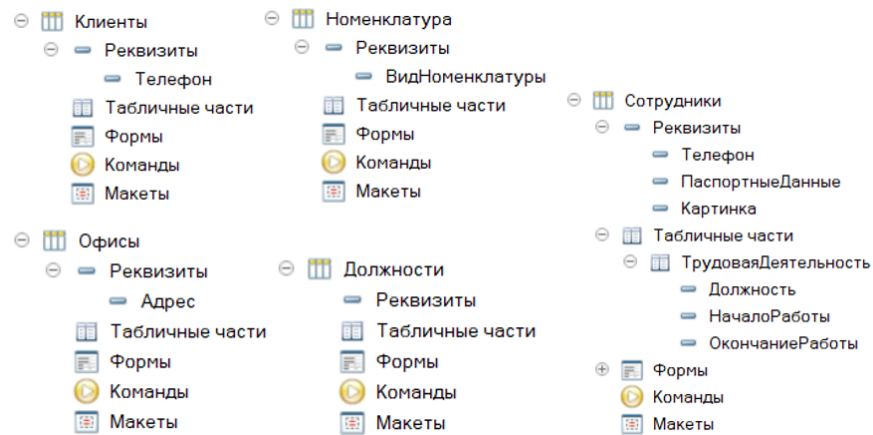 Клиенты
Реквизиты
Телефон
Табличные части
Формы
Команды
Макеты
Номенклатура
Реквизиты
ВидНоменклатуры
Табличные части
Формы
Команды
Макеты
Офисы
Реквизиты
Адрес
Табличные части
Формы
Команды
Макеты
Должности
Реквизиты
Табличные части
Формы
Команды
Макеты
Сотрудники
Реквизиты
Телефон
ПаспортныеДанные
Картинка
Табличные части
ТрудоваяДеятельность
Должность
НачалоРаботы
ОкончаниеРаботы
Формы
Команды
Макеты